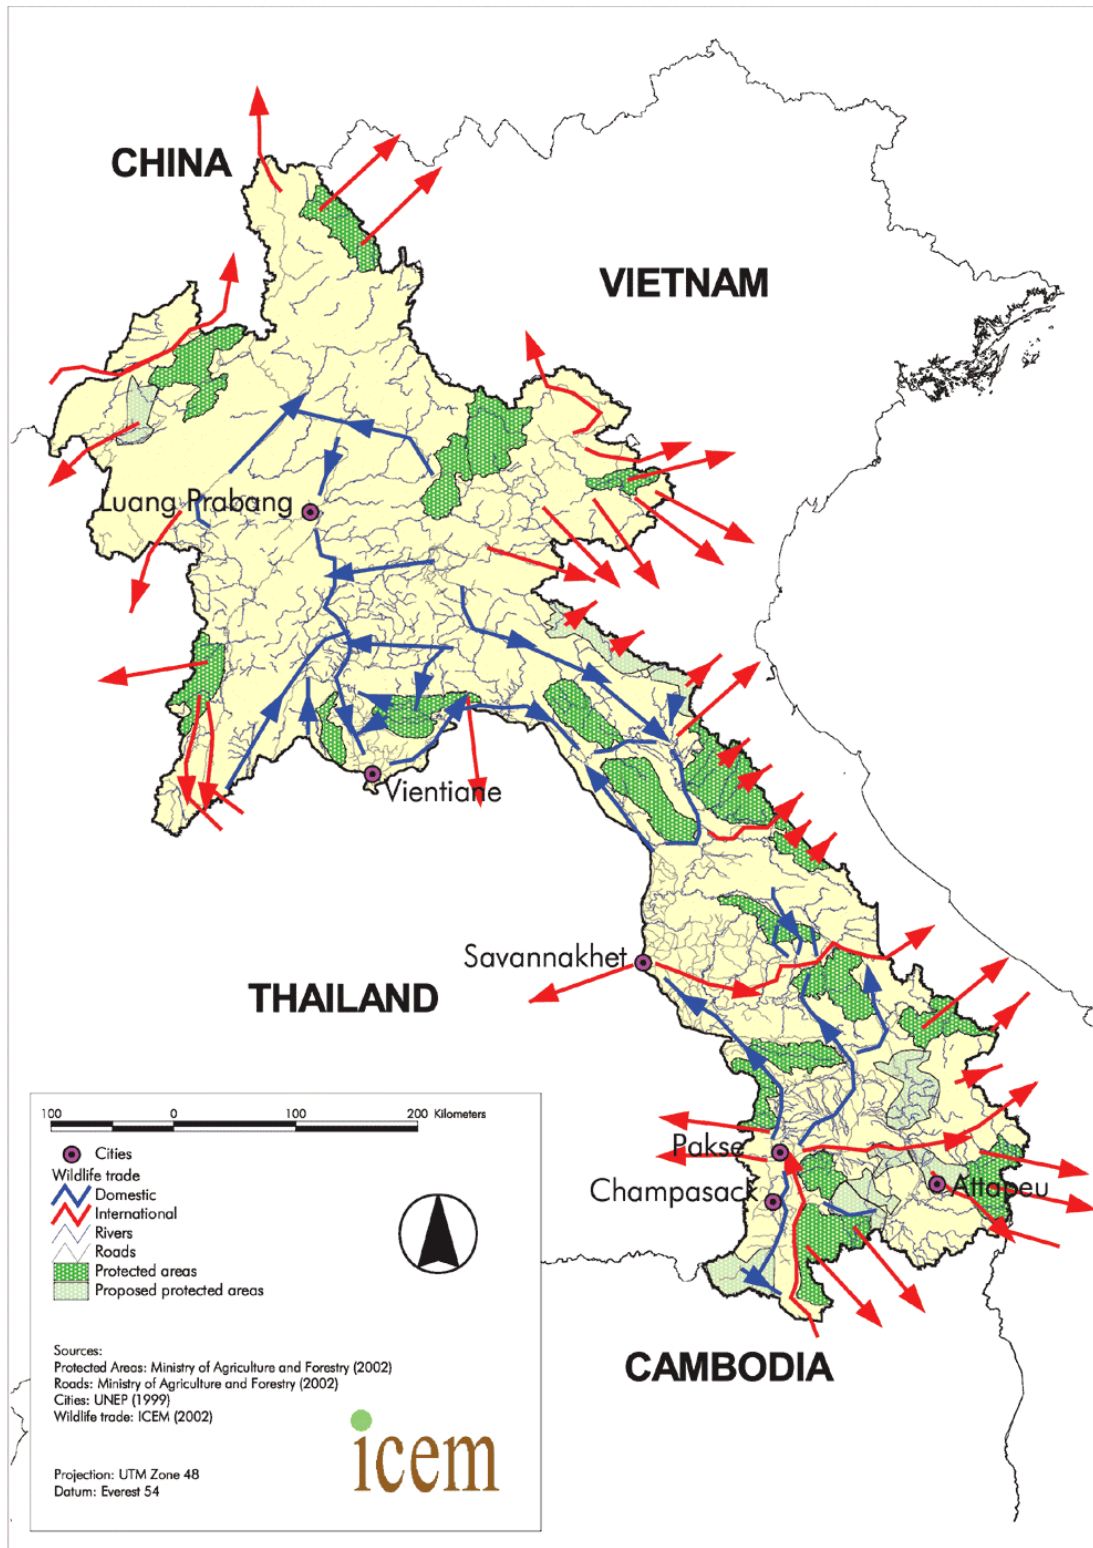 CHINA
VIETNAM
Luang Prabang
Vientiane
Savannakhet
THAILAND
Pakse
Champasack
Attapeu
CAMBODIA
100 0 100 200 Kilometers
Cities
Wildlife trade
Domestic
International
Rivers
Roads
Protected areas
Proposed protected areas
Sources:
Protected Areas: Ministry of Agriculture and Forestry (2002)
Roads: Ministry of Agriculture and Forestry (2002)
Cities: UNEP (1999)
Wildlife trade: ICEM (2002)
Projection: UTM Zone 48
Datum: Everest 54
icem